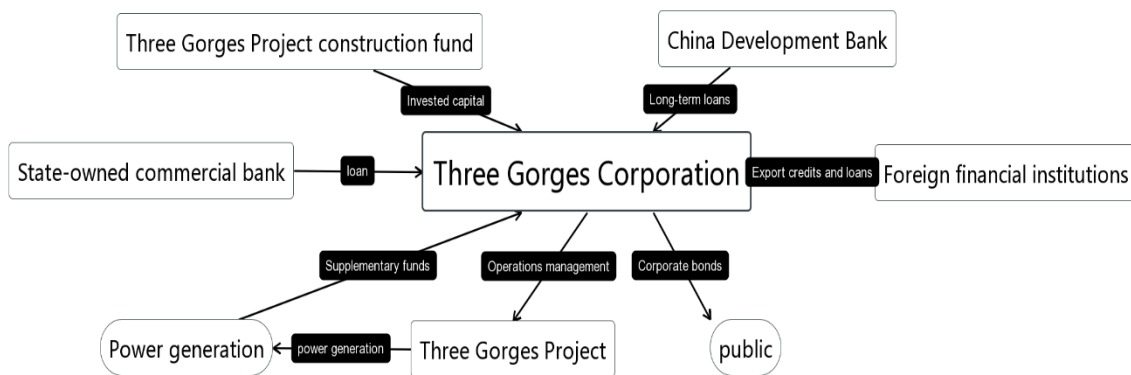 Three Gorges Project construction fund
China Development Bank
Invested capital
Long-term loans
State-owned commercial bank
loan
Three Gorges Corporation
Export credits and loans
Foreign financial institutions
Supplementary funds
Operations management
Corporate bonds
Power generation
power generation
Three Gorges Project
public